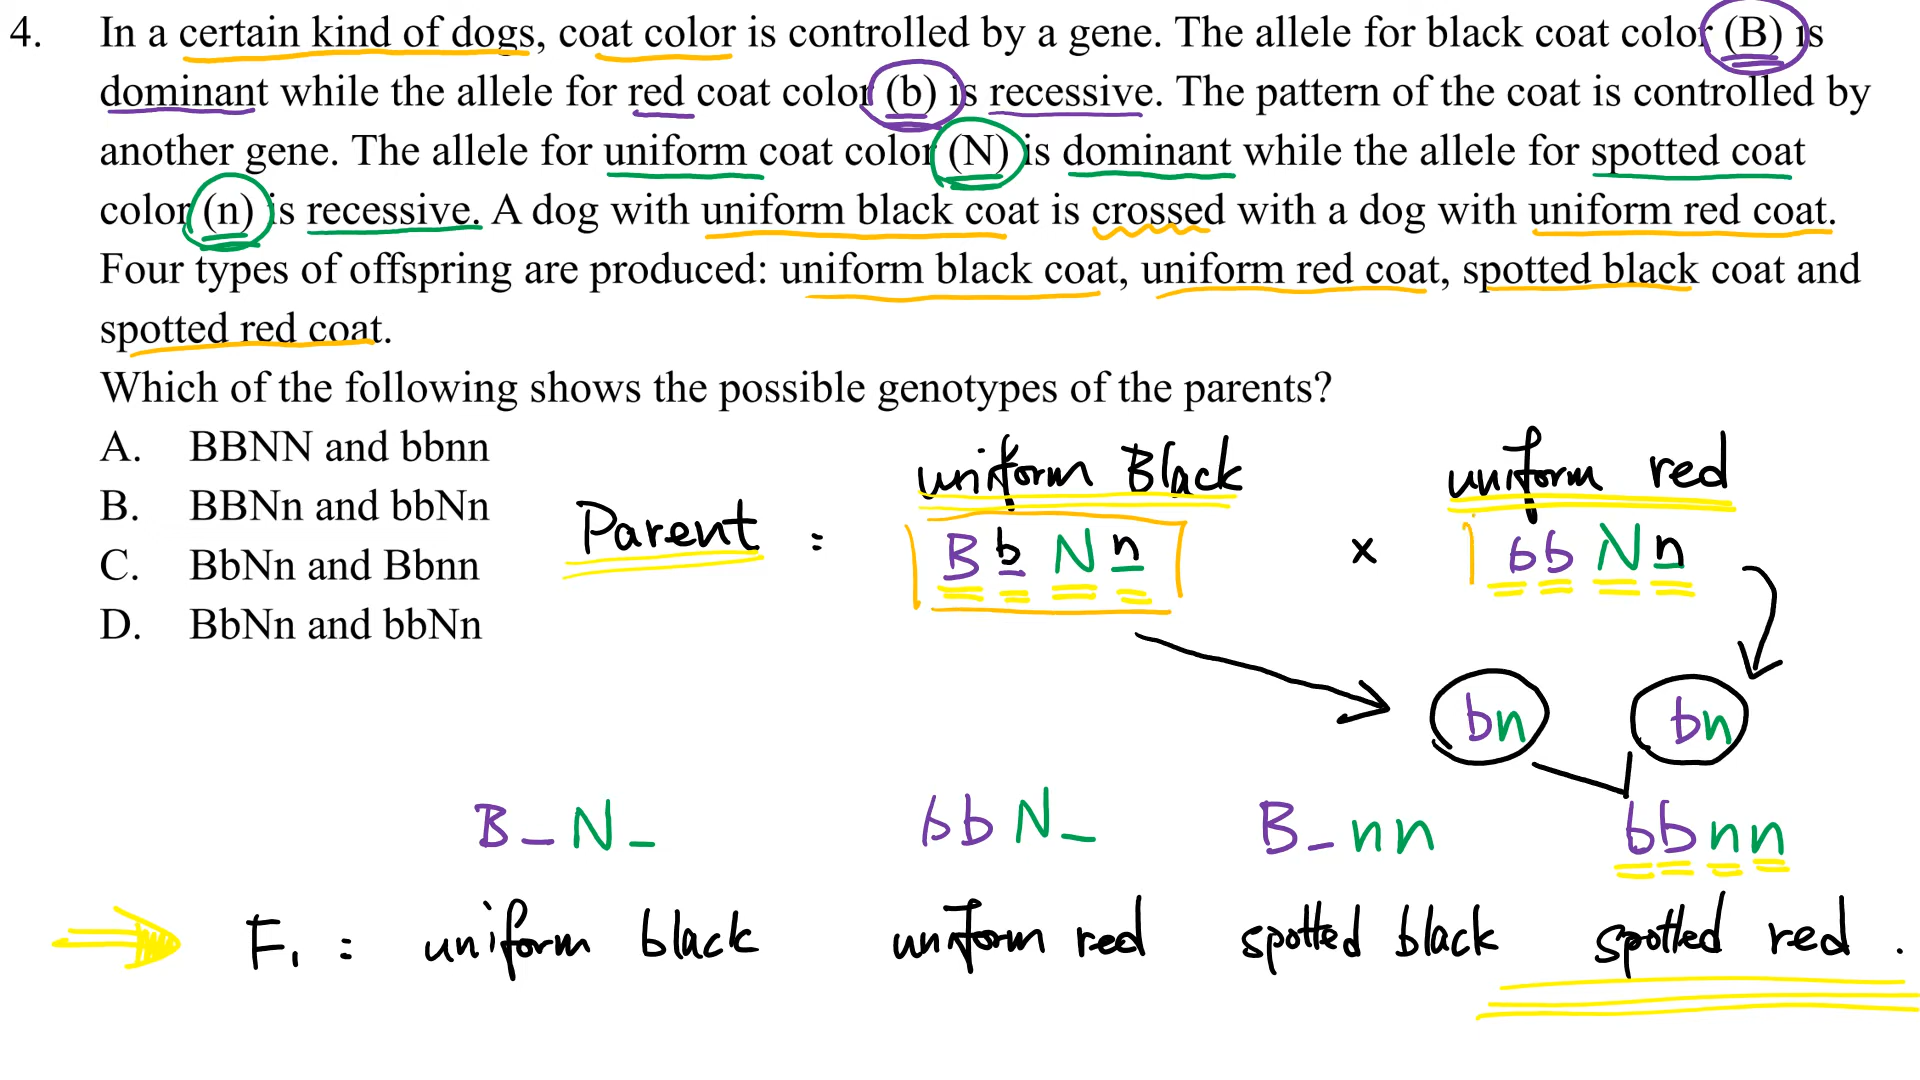 4. In a certain kind of dogs, coat color is controlled by a gene. The allele for black coat color (B) is
dominant while the allele for red coat color (b) is recessive. The pattern of the coat is controlled by
another gene. The allele for uniform coat color (N) is dominant while the allele for spotted coat
color (n) is recessive. A dog with uniform black coat is crossed with a dog with uniform red coat.
Four types of offspring are produced: uniform black coat, uniform red coat, spotted black coat and
spotted red coat.
Which of the following shows the possible genotypes of the parents?
A. BBNN and bbnn
B. BBNn and bbNn
C. BbNn and Bbnn
D. BbNn and bbNn
uniform Black uniform red
Parent : BbNn x bbNn
bn bn
B_N_ bbN_ B_nn bbnn
F1 : uniform black uniform red spotted black spotted red .